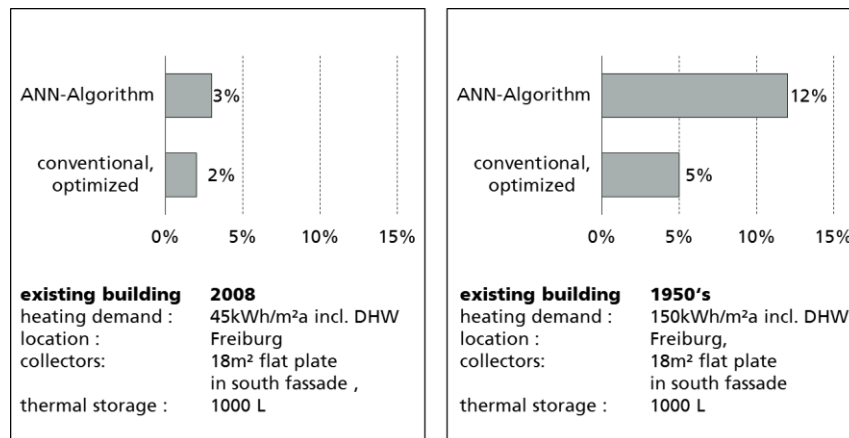 ANN-Algorithm
3%
conventional,
optimized
2%
0% 5% 10% 15%
existing building 2008
heating demand : 45kWh/m²a incl. DHW
location : Freiburg
collectors: 18m² flat plate
in south fassade ,
thermal storage : 1000 L
ANN-Algorithm
12%
conventional,
optimized
5%
0% 5% 10% 15%
existing building 1950‘s
heating demand : 150kWh/m²a incl. DHW
location : Freiburg,
collectors: 18m² flat plate
in south fassade
thermal storage : 1000 L